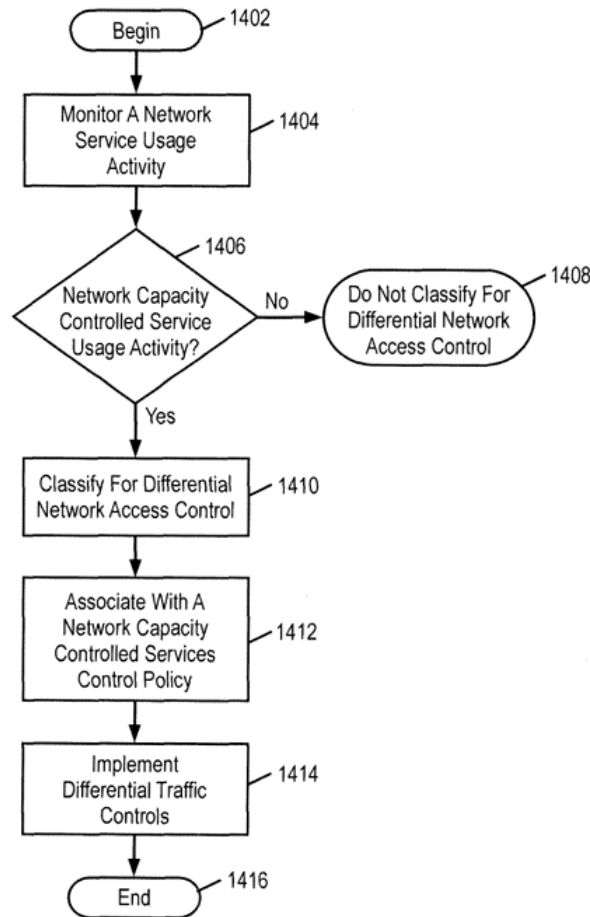 Begin
1402
Monitor A Network
Service Usage
Activity
1404
1406
Network Capacity
Controlled Service
Usage Activity?
No
1408
Do Not Classify For
Differential Network
Access Control
Yes
Classify For Differential
Network Access Control
1410
Associate With A
Network Capacity
Controlled Services
Control Policy
1412
Implement
Differential Traffic
Controls
1414
End
1416